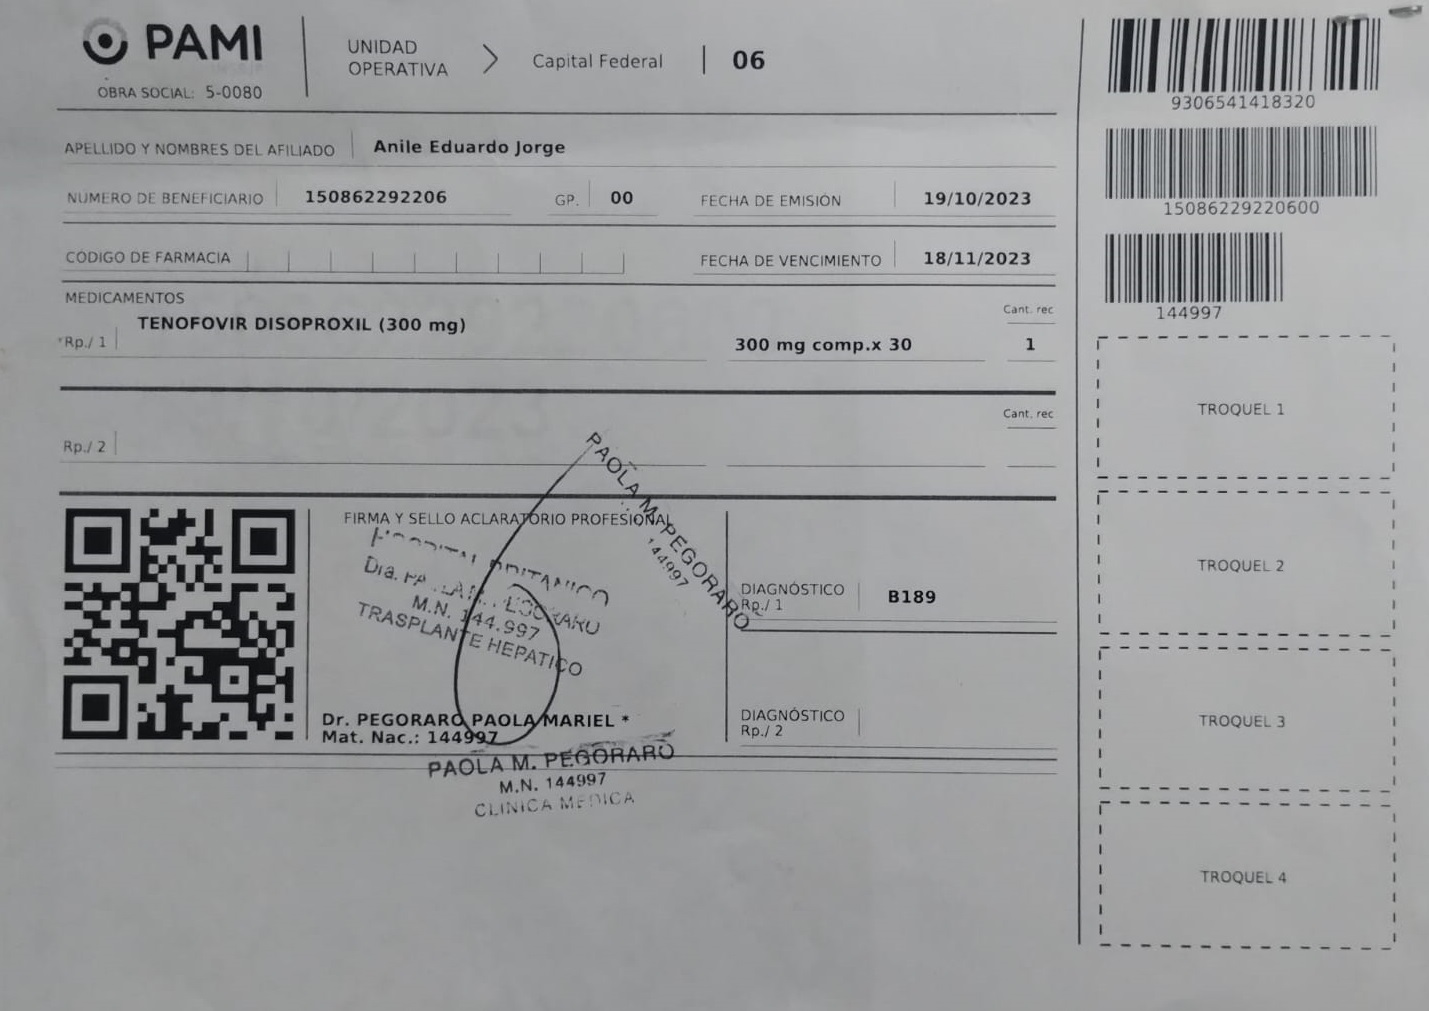 PAMI
OBRA SOCIAL: 5-0080
UNIDAD
OPERATIVA
Capital Federal
06
APELLIDO Y NOMBRES DEL AFILIADO
Anile Eduardo Jorge
NUMERO DE BENEFICIARIO
150862292206
GP.
00
FECHA DE EMISIÓN
19/10/2023
CÓDIGO DE FARMACIA
FECHA DE VENCIMIENTO
18/11/2023
MEDICAMENTOS
TENOFOVIR DISOPROXIL (300 mg)
*Rp./ 1
300 mg comp.x 30
Cant. rec
1
Rp./ 2
Cant. rec
FIRMA Y SELLO ACLARATORIO PROFESIONAL
HOSPITAL BRITANICO
Dra. PAOLA M. PEGORARO
M.N. 144.997
TRASPLANTE HEPATICO
PAOLA M. PEGORARO
144997
Dr. PEGORARO PAOLA MARIEL *
Mat. Nac.: 144997
PAOLA M. PEGORARO
M.N. 144997
CLINICA MEDICA
DIAGNÓSTICO
Rp./ 1
B189
DIAGNÓSTICO
Rp./ 2
9306541418320
15086229220600
144997
TROQUEL 1
TROQUEL 2
TROQUEL 3
TROQUEL 4